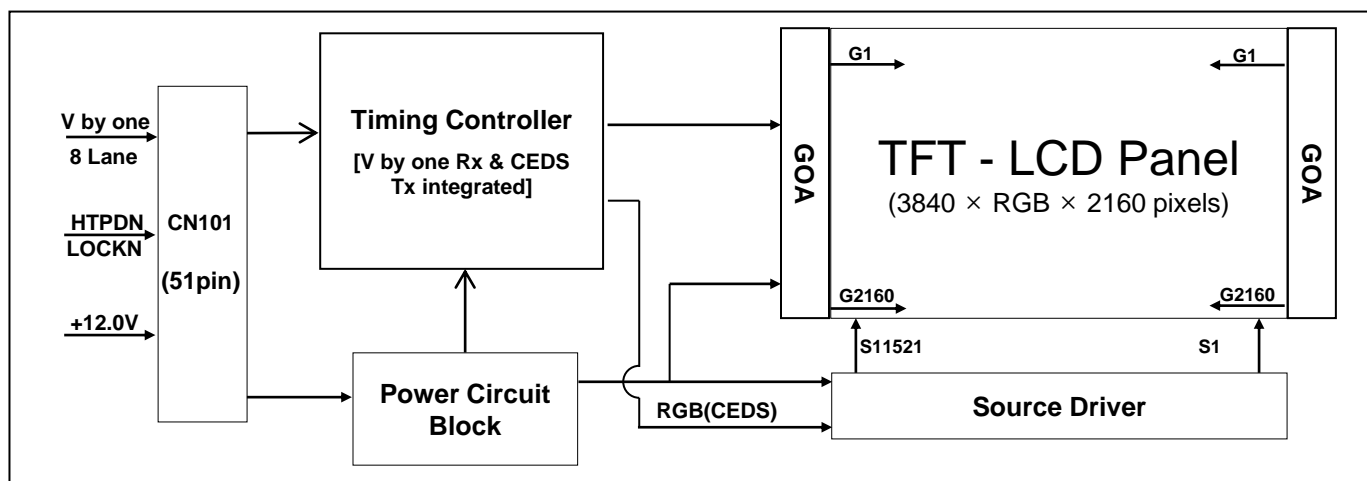 V by one
8 Lane
HTPDN
LOCKN
+12.0V
CN101
(51pin)
Timing Controller
[V by one Rx & CEDS
Tx integrated]
Power Circuit
Block
RGB(CEDS)
GOA
G1
G1
TFT - LCD Panel
(3840 × RGB × 2160 pixels)
G2160
G2160
GOA
S11521
S1
Source Driver